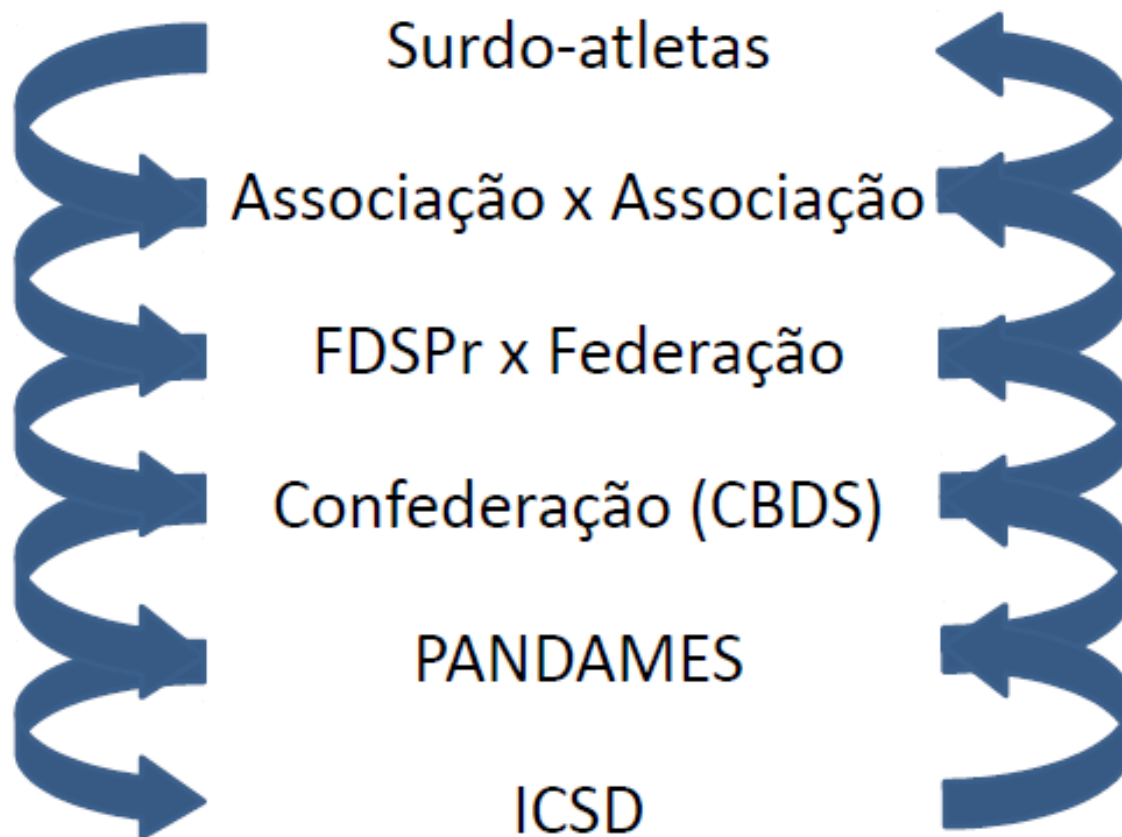 Surdo-atletas
Associação x Associação
FDSPr x Federação
Confederação (CBDS)
PANDAMES
ICSD